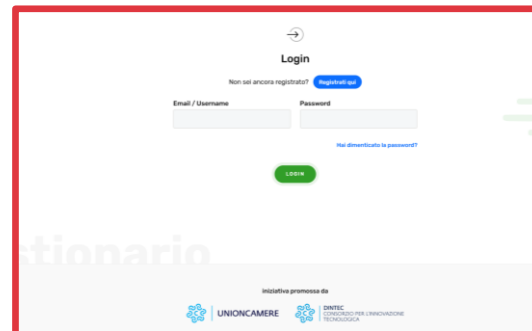 Login
Non sei ancora registrato? Registrati qui
Email / Username Password
Hai dimenticato la password?
LOGIN
stionario
iniziativa promossa da
UNIONCAMERE
DINTEC
CONSORZIO PER L'INNOVAZIONE
TECNOLOGICA